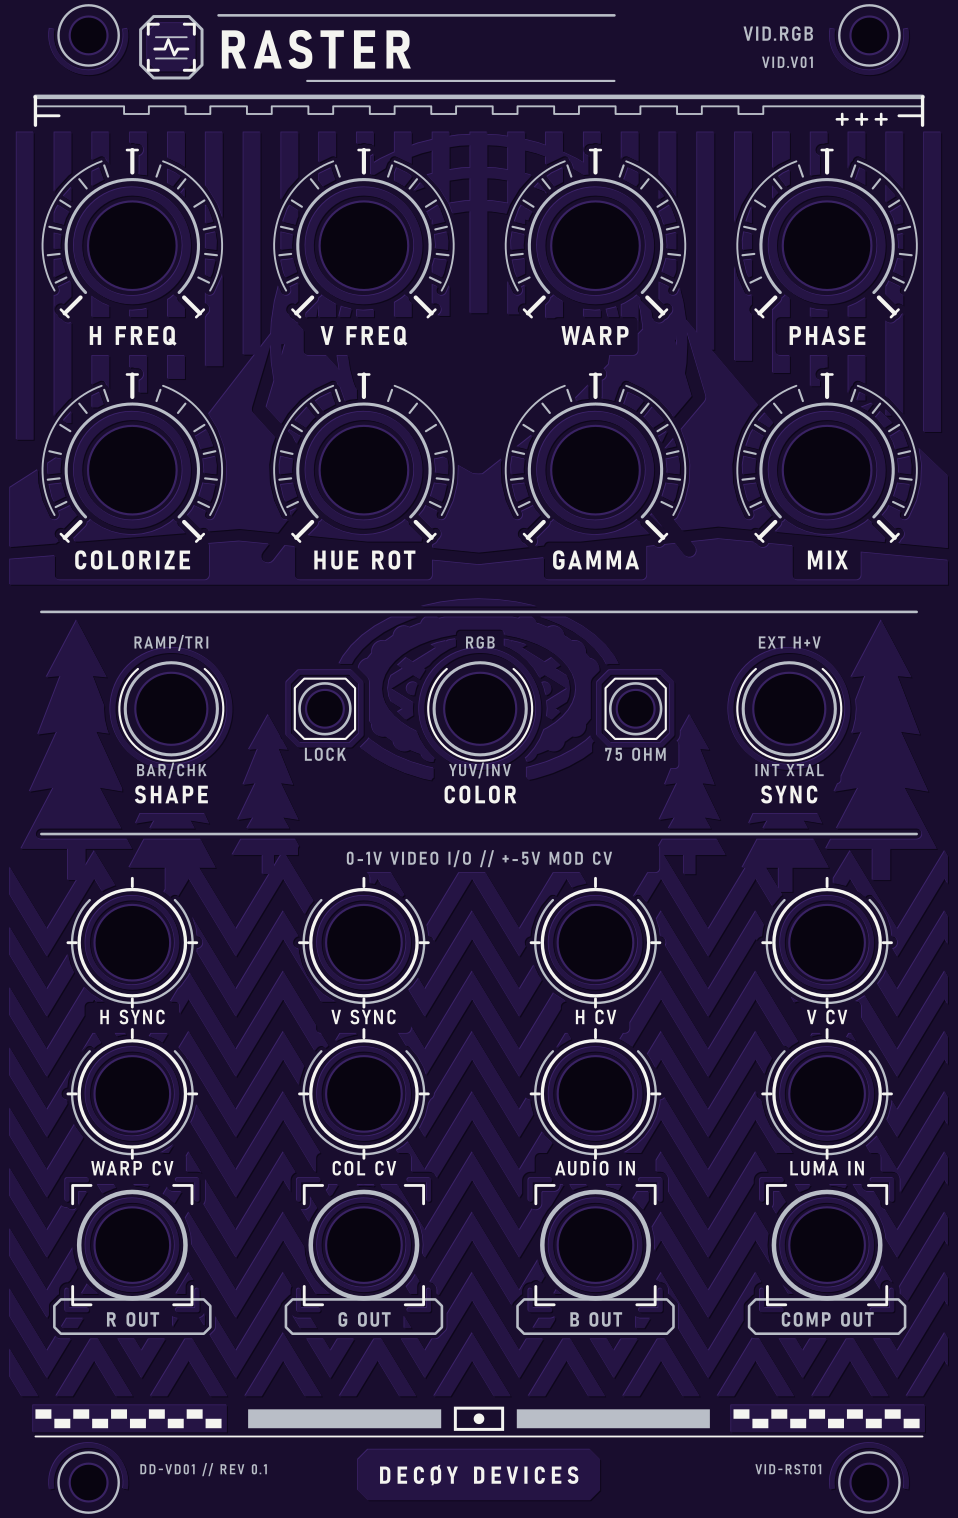 RASTER
VID.RGB
VID.V01
+++
H FREQ
V FREQ
WARP
PHASE
COLORIZE
HUE ROT
GAMMA
MIX
RAMP/TRI
RGB
EXT H+V
LOCK
75 OHM
BAR/CHK
YUV/INV
INT XTAL
SHAPE
COLOR
SYNC
0-1V VIDEO I/O // +-5V MOD CV
H SYNC
V SYNC
H CV
V CV
WARP CV
COL CV
AUDIO IN
LUMA IN
R OUT
G OUT
B OUT
COMP OUT
DD-VD01 // REV 0.1
DECØY DEVICES
VID-RST01